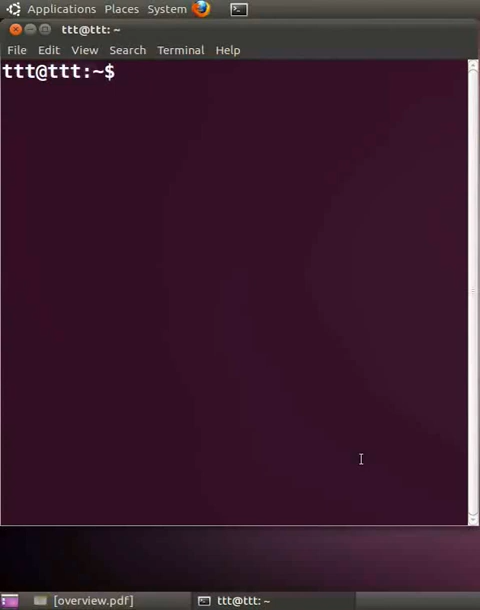 Applications Places System
ttt@ttt: ~
File Edit View Search Terminal Help
ttt@ttt:~$
[overview.pdf]
ttt@ttt: ~